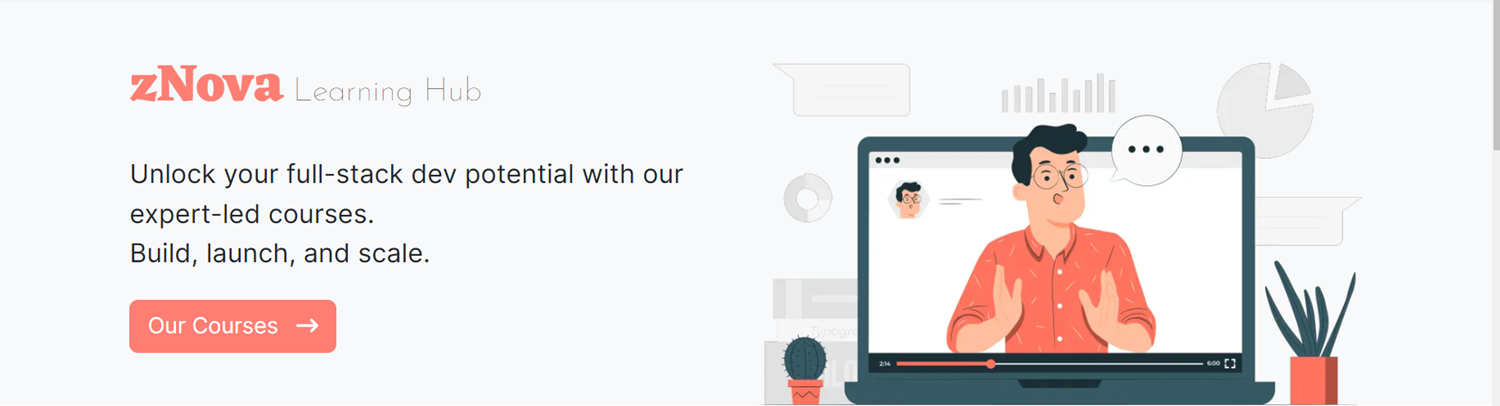 zNova Learning Hub
Unlock your full-stack dev potential with our
expert-led courses.
Build, launch, and scale.
Our Courses
2:14
6:00